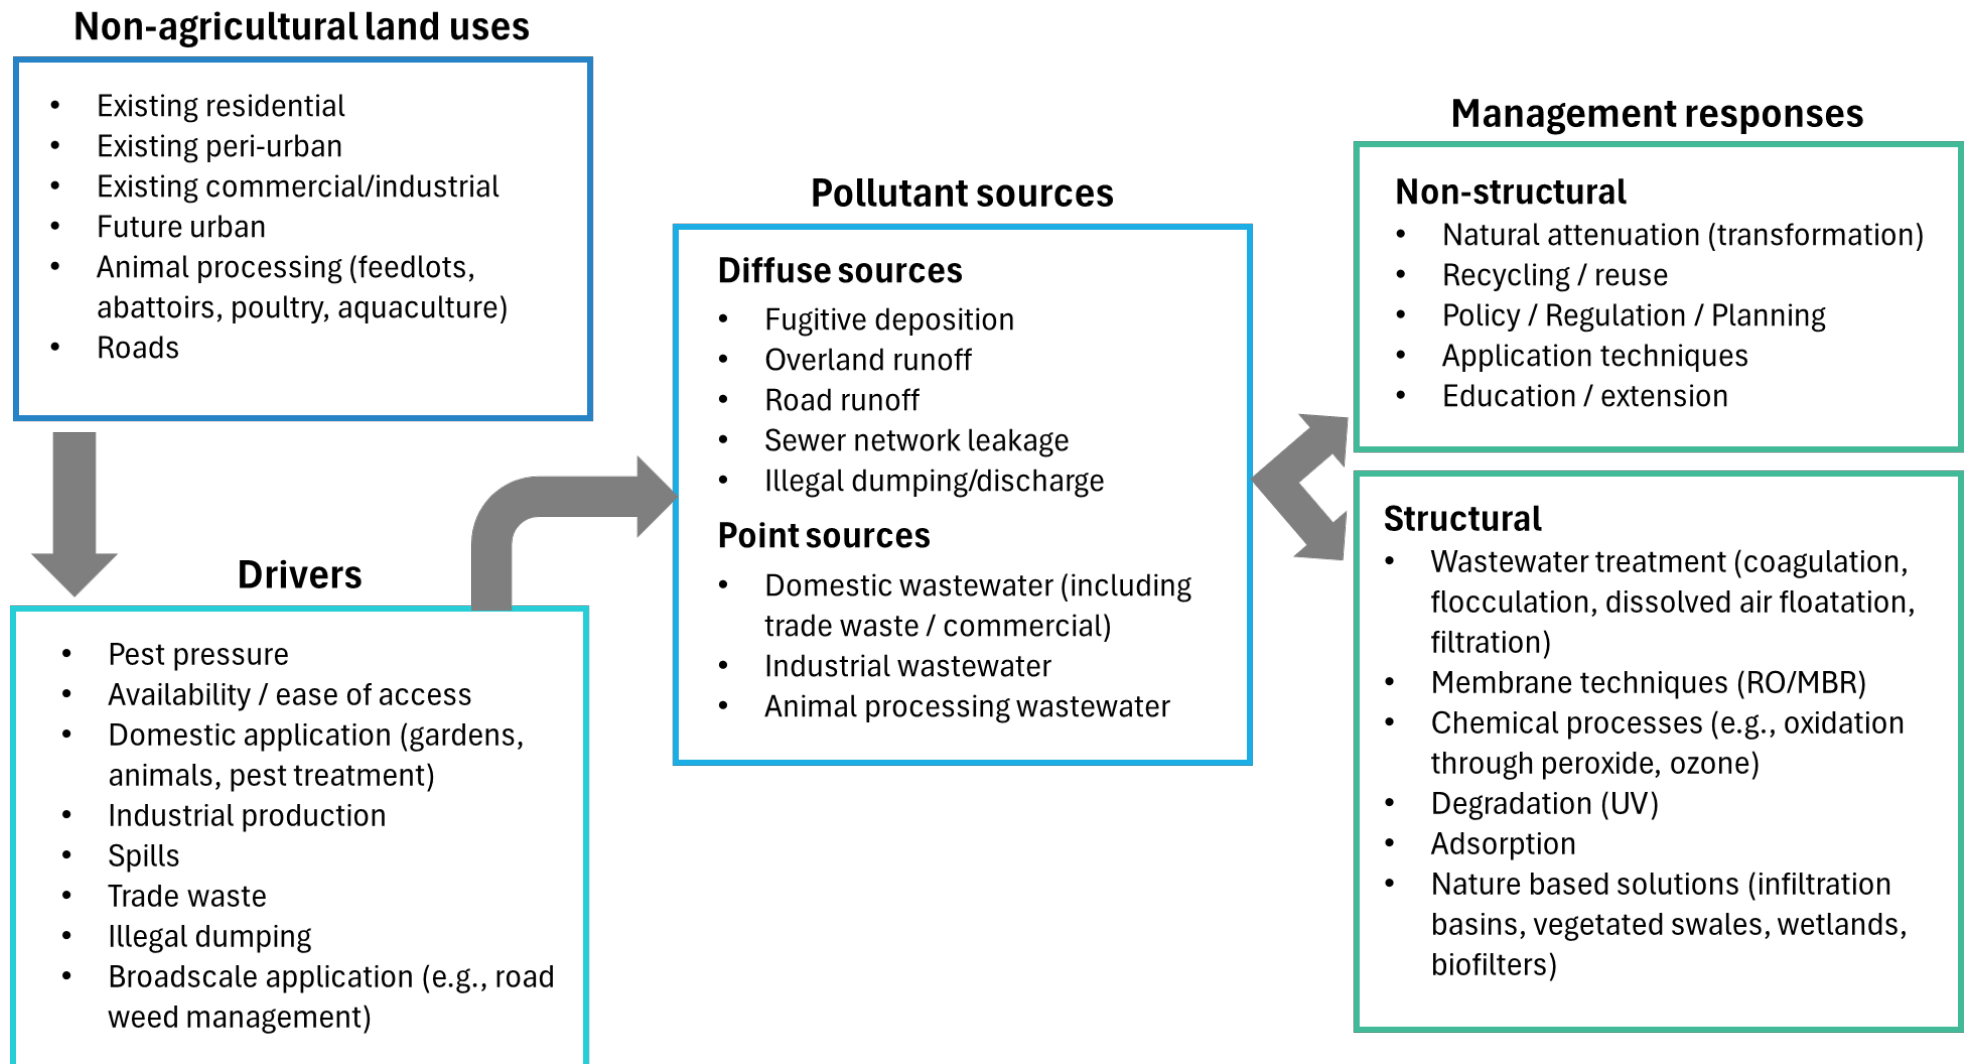 Non-agricultural land uses
• Existing residential
• Existing peri-urban
• Existing commercial/industrial
• Future urban
• Animal processing (feedlots,
abattoirs, poultry, aquaculture)
• Roads
Drivers
• Pest pressure
• Availability / ease of access
• Domestic application (gardens,
animals, pest treatment)
• Industrial production
• Spills
• Trade waste
• Illegal dumping
• Broadscale application (e.g., road
weed management)
Pollutant sources
Diffuse sources
• Fugitive deposition
• Overland runoff
• Road runoff
• Sewer network leakage
• Illegal dumping/discharge
Point sources
• Domestic wastewater (including
trade waste / commercial)
• Industrial wastewater
• Animal processing wastewater
Management responses
Non-structural
• Natural attenuation (transformation)
• Recycling / reuse
• Policy / Regulation / Planning
• Application techniques
• Education / extension
Structural
• Wastewater treatment (coagulation,
flocculation, dissolved air floatation,
filtration)
• Membrane techniques (RO/MBR)
• Chemical processes (e.g., oxidation
through peroxide, ozone)
• Degradation (UV)
• Adsorption
• Nature based solutions (infiltration
basins, vegetated swales, wetlands,
biofilters)